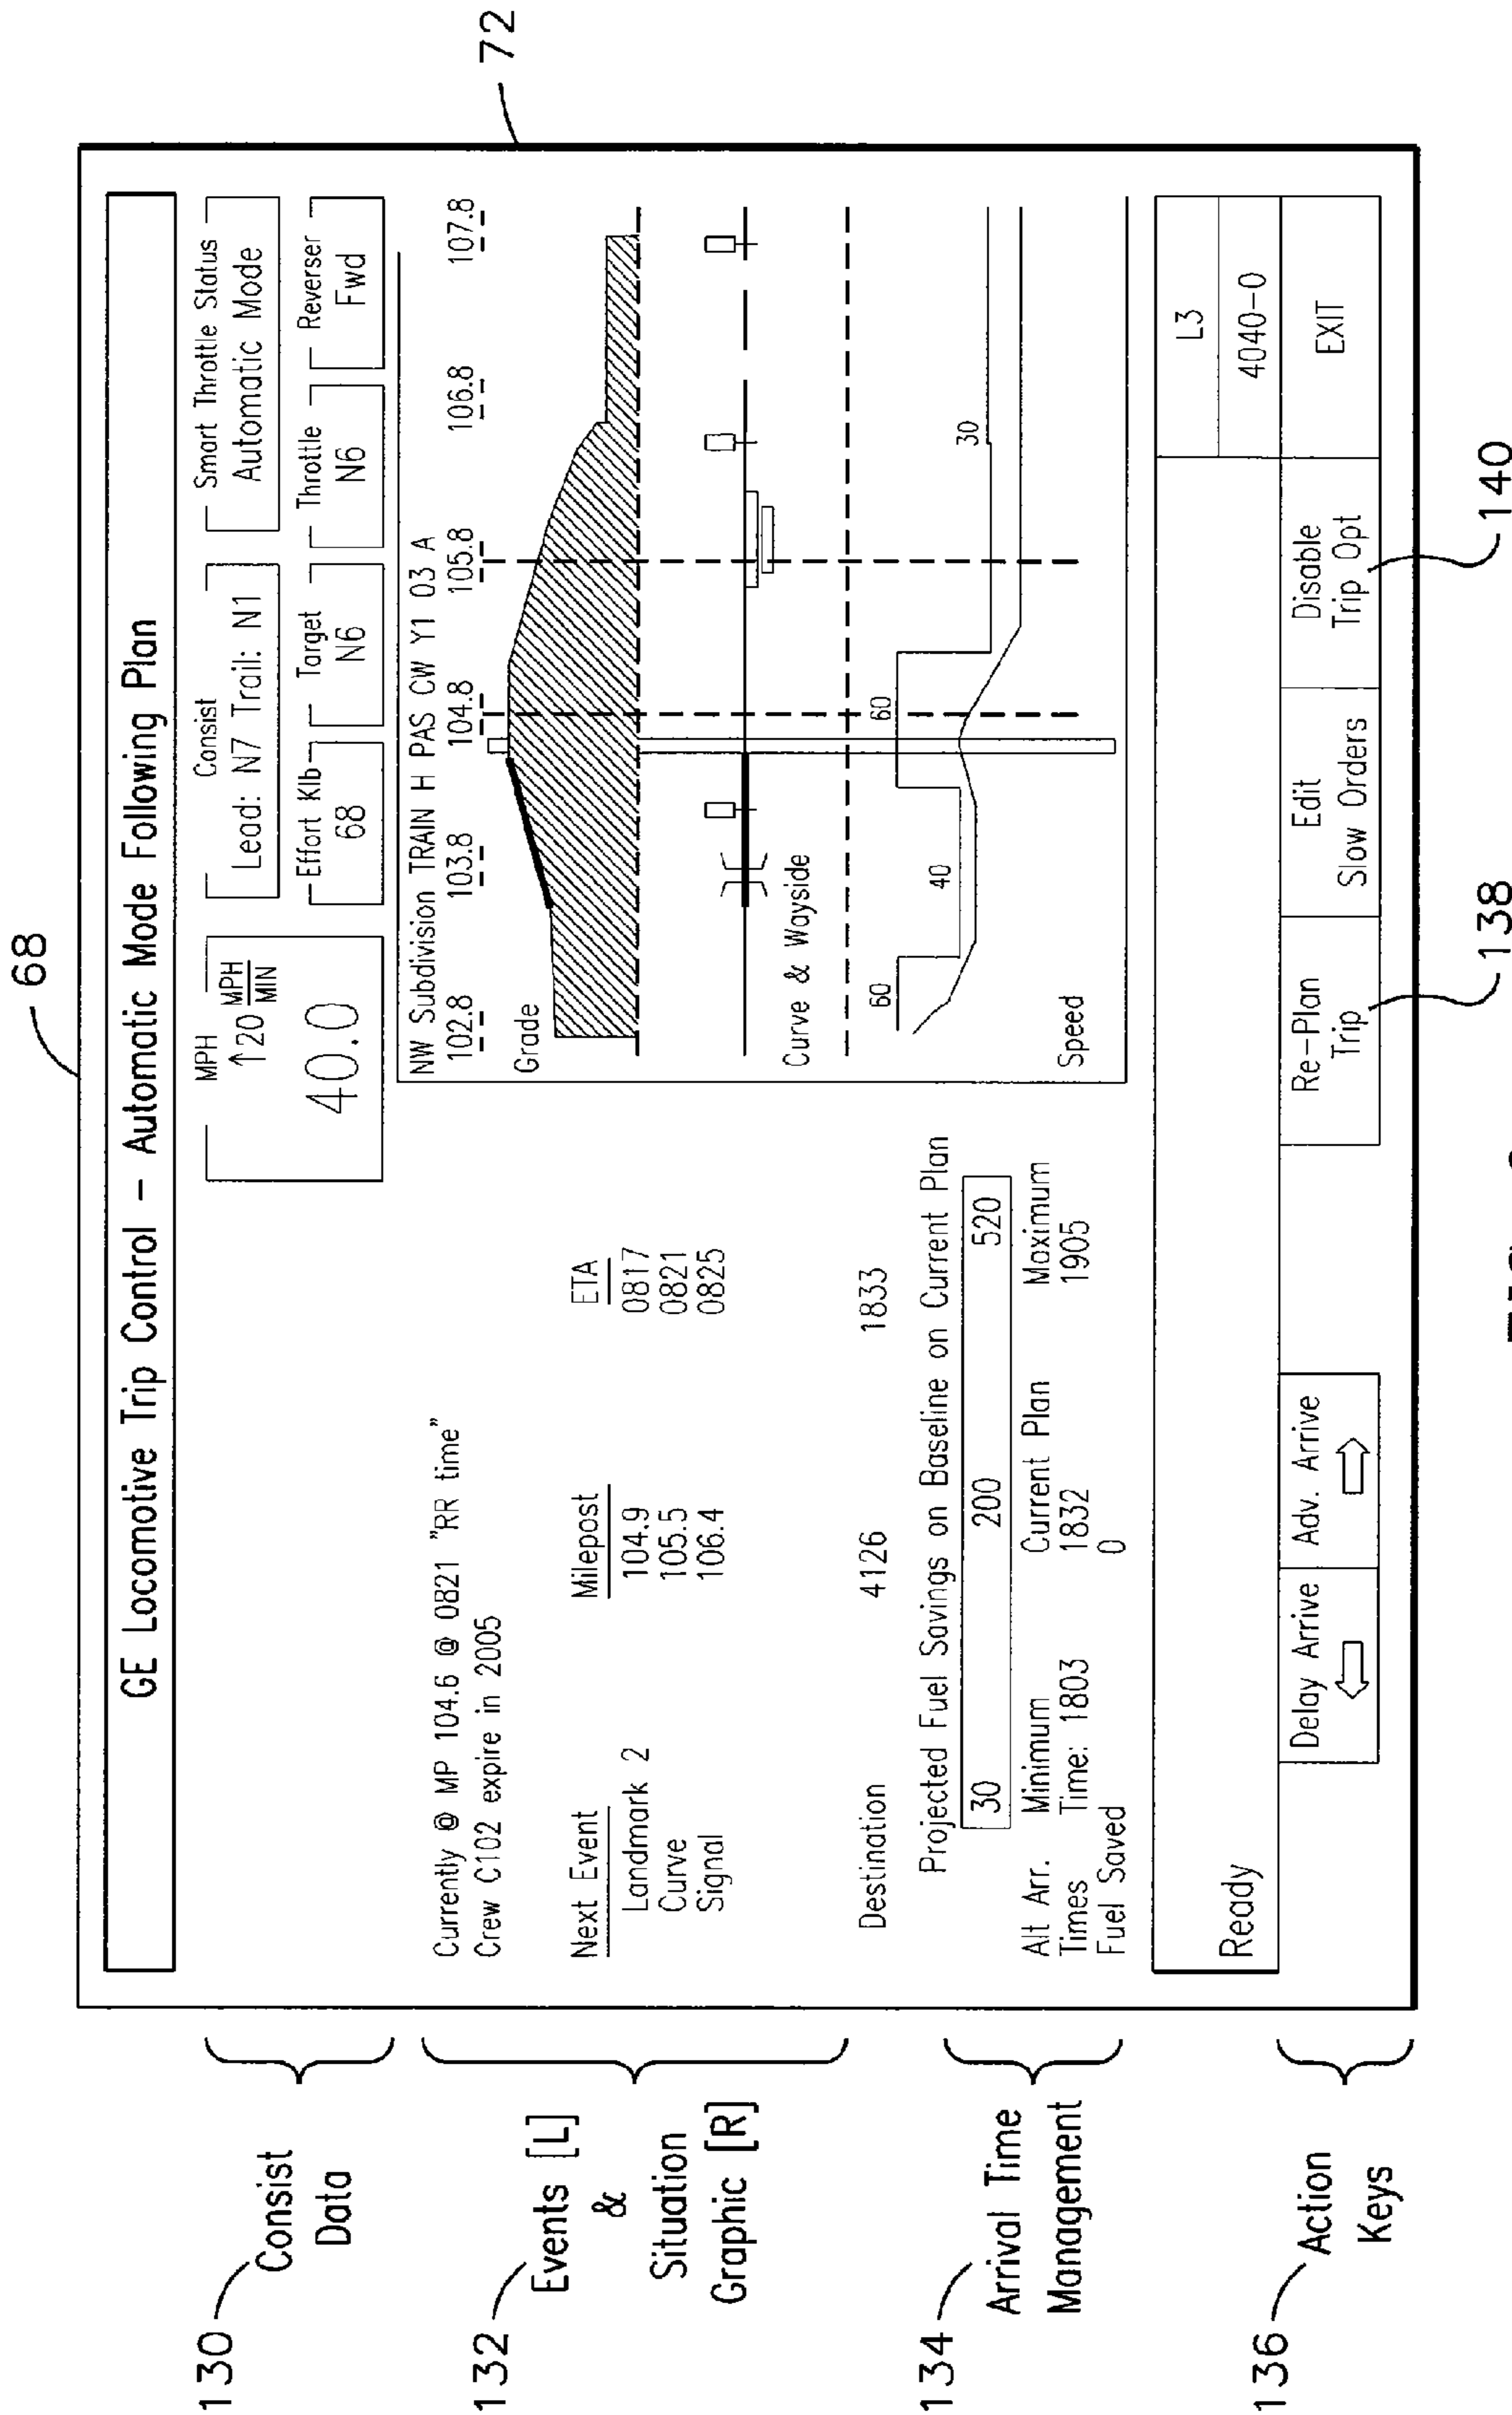 68
72
GE Locomotive Trip Control - Automatic Mode Following Plan
130
Consist
Data
MPH
↑20 MPH
MIN
40.0
Consist
Lead: N7 Trail: N1
Smart Throttle Status
Automatic Mode
Effort Klb
68
Target
N6
Throttle
N6
Reverser
Fwd
132
Events [L]
&
Situation
Graphic [R]
Currently @ MP 104.6 @ 0821 "RR time"
Crew C102 expire in 2005
Next Event Milepost ETA
Landmark 2 104.9 0817
Curve 105.5 0821
Signal 106.4 0825
Destination 4126 1833
NW Subdivision TRAIN H PAS CW Y1 03 A
102.8 103.8 104.8 105.8 106.8 107.8
Grade
Curve & Wayside
60 40 60 30
Speed
134
Arrival Time
Management
Projected Fuel Savings on Baseline on Current Plan
30 200 520
Alt Arr. Minimum Current Plan Maximum
Times Time: 1803 1832 1905
Fuel Saved 0
Ready
L3
4040-0
136
Action
Keys
Delay Arrive
Adv. Arrive
Re-Plan
Trip
Edit
Slow Orders
Disable
Trip Opt
EXIT
138
140